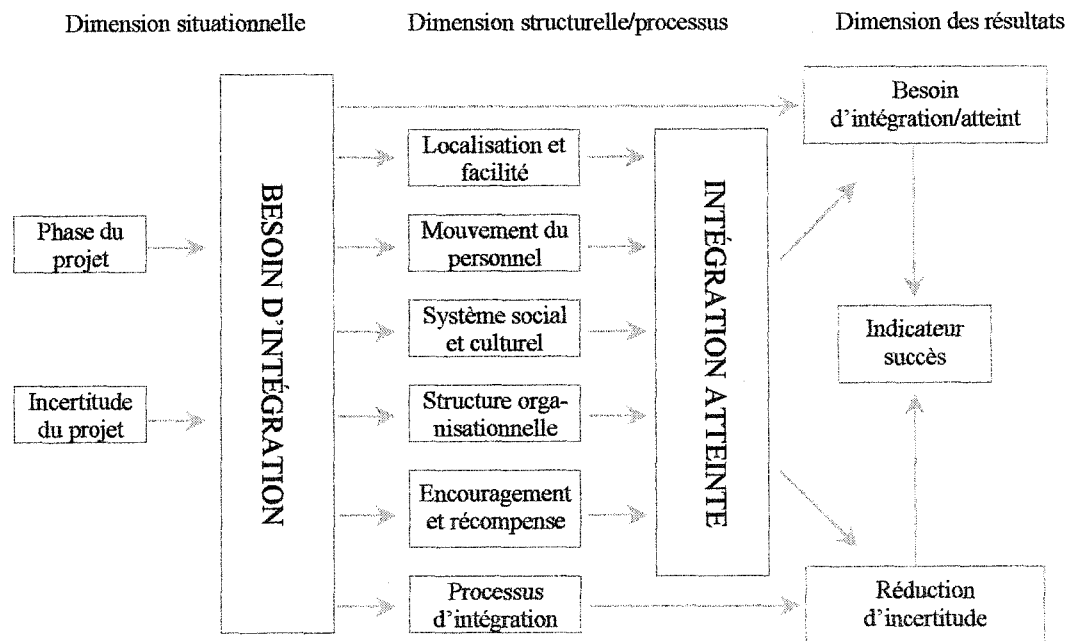 Dimension situationnelle
Dimension structurelle/processus
Dimension des résultats
Phase du
projet
Incertitude
du projet
BESOIN D'INTÉGRATION
Localisation et
facilité
Mouvement du
personnel
Système social
et culturel
Structure orga-
nisationnelle
Encouragement
et récompense
Processus
d'intégration
INTÉGRATION ATTEINTE
Besoin
d'intégration/atteint
Indicateur
succès
Réduction
d'incertitude